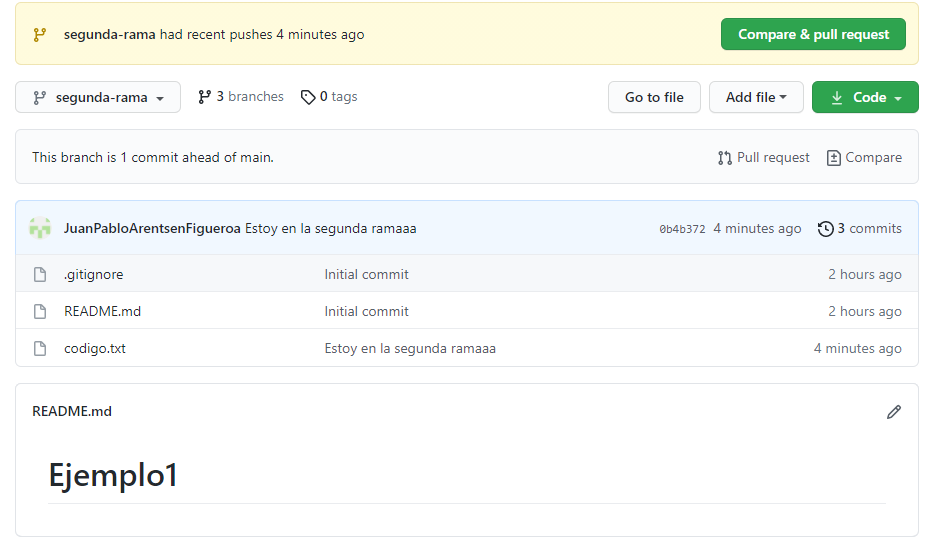 segunda-rama had recent pushes 4 minutes ago
Compare & pull request
segunda-rama
3 branches
0 tags
Go to file
Add file
Code
This branch is 1 commit ahead of main.
Pull request
Compare
JuanPabloArentsenFigueroa Estoy en la segunda ramaaa
0b4b372 4 minutes ago
3 commits
.gitignore
Initial commit
2 hours ago
README.md
Initial commit
2 hours ago
codigo.txt
Estoy en la segunda ramaaa
4 minutes ago
README.md
Ejemplo1